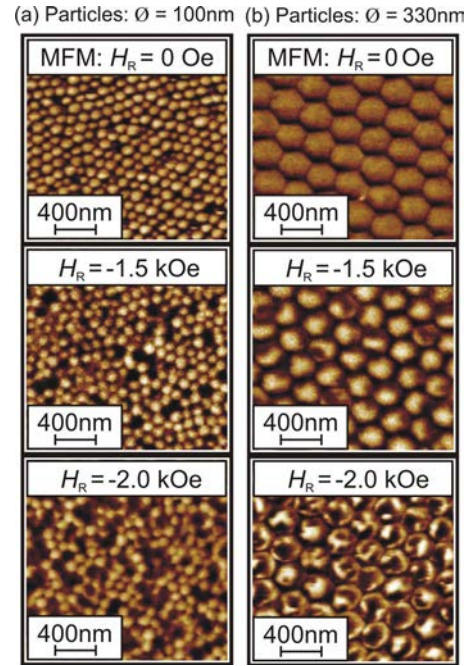 (a) Particles: Ø = 100nm (b) Particles: Ø = 330nm
MFM: H_R = 0 Oe
MFM: H_R = 0 Oe
400nm
400nm
H_R = -1.5 kOe
H_R = -1.5 kOe
400nm
400nm
H_R = -2.0 kOe
H_R = -2.0 kOe
400nm
400nm